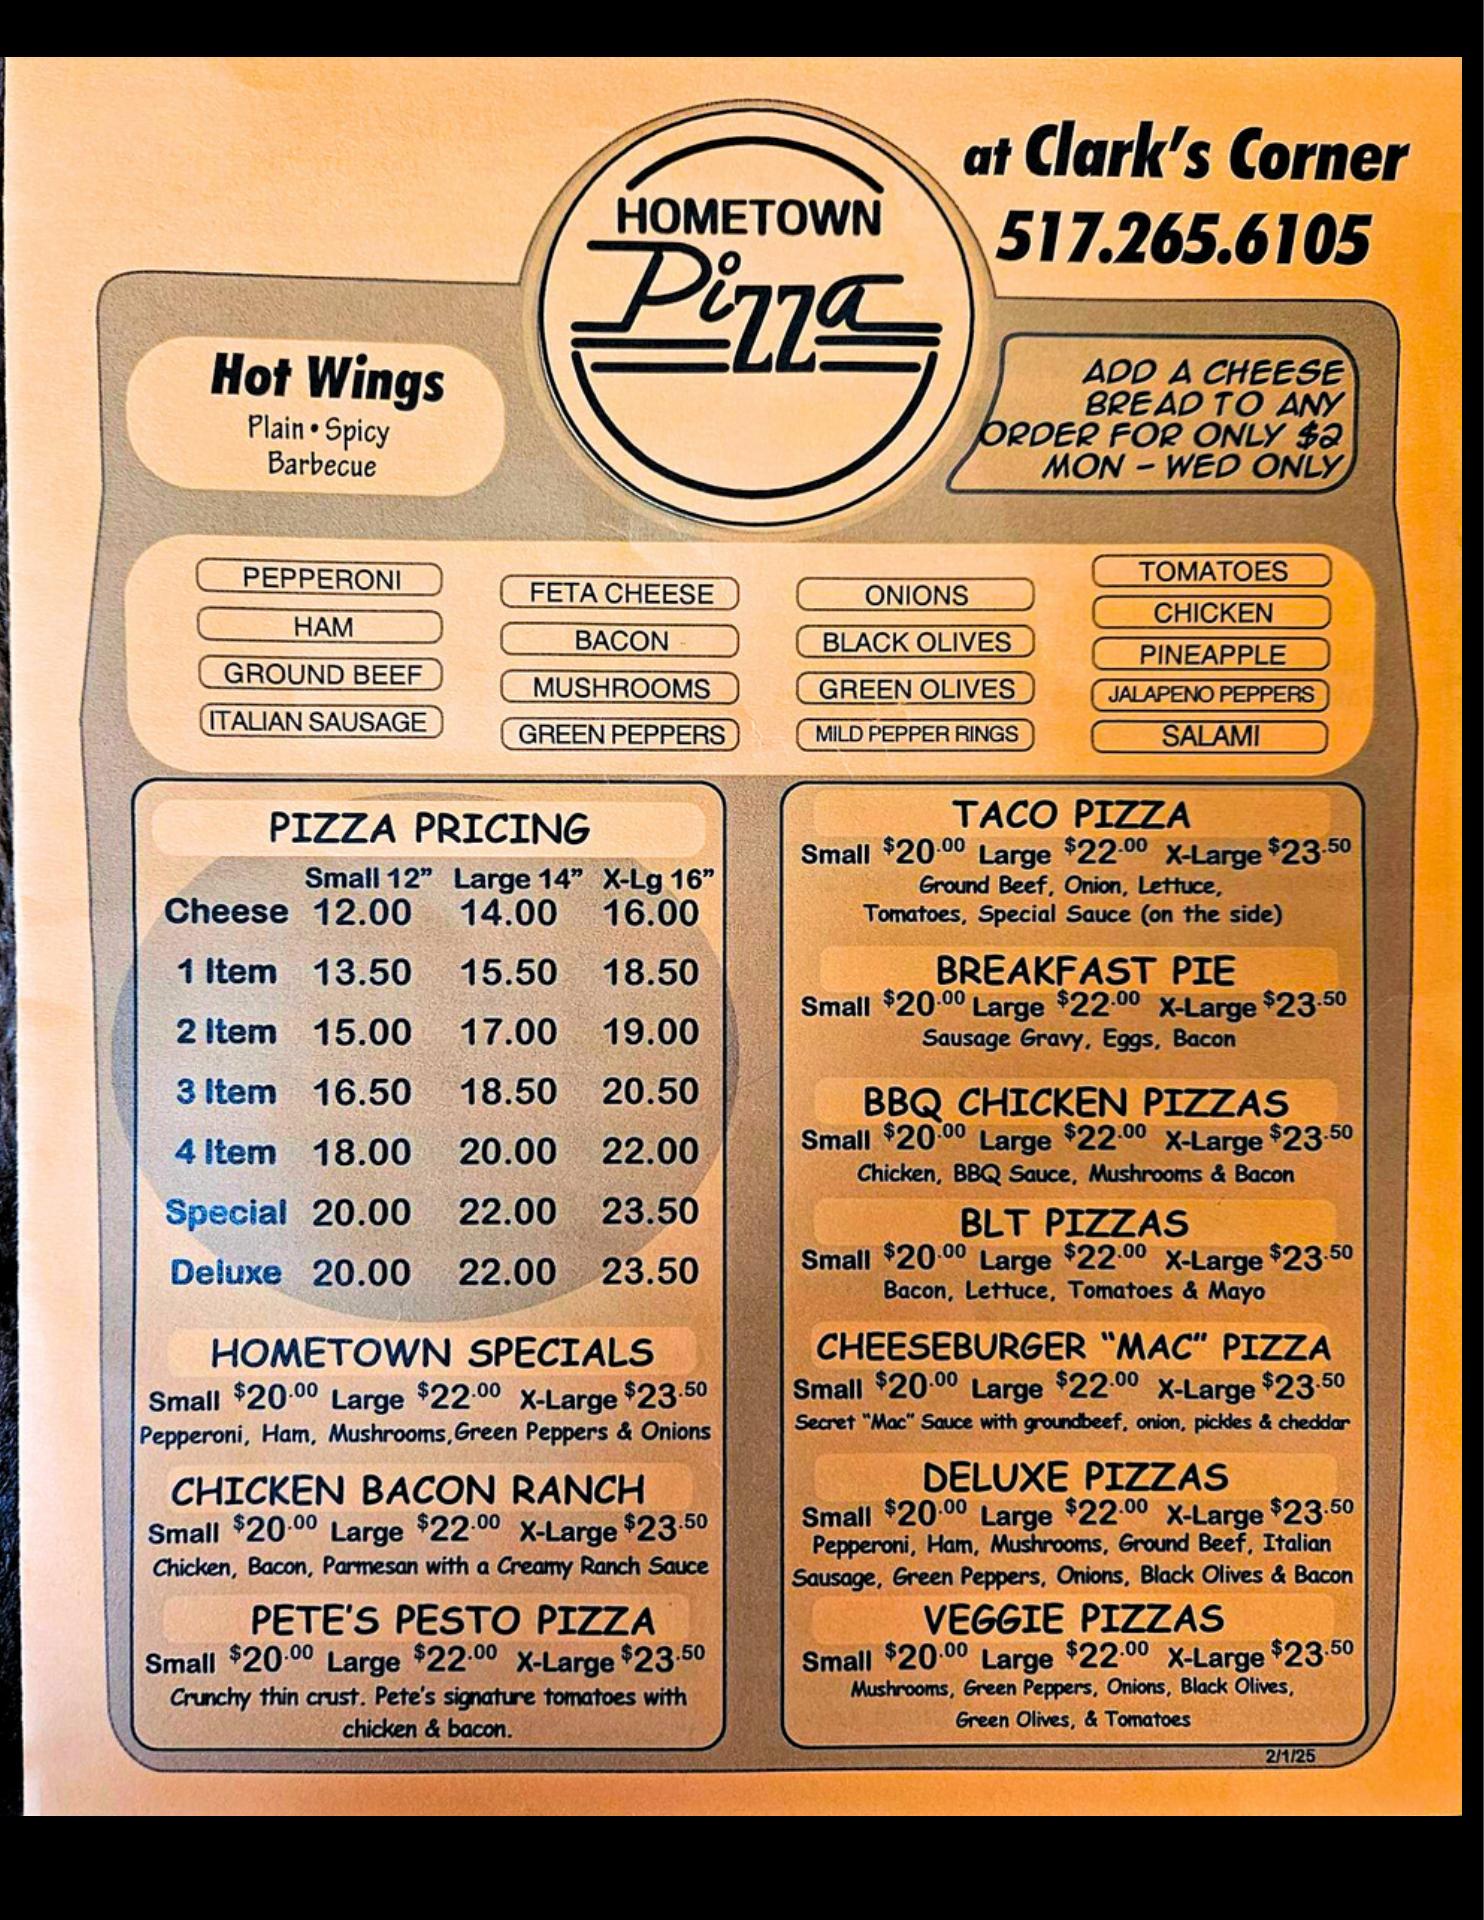 at Clark's Corner
517.265.6105
HOMETOWN
Pizza
Hot Wings
Plain • Spicy
Barbecue
ADD A CHEESE
BREAD TO ANY
ORDER FOR ONLY $2
MON – WED ONLY
PEPPERONI
HAM
GROUND BEEF
ITALIAN SAUSAGE
FETA CHEESE
BACON
MUSHROOMS
GREEN PEPPERS
ONIONS
BLACK OLIVES
GREEN OLIVES
MILD PEPPER RINGS
TOMATOES
CHICKEN
PINEAPPLE
JALAPENO PEPPERS
SALAMI
PIZZA PRICING
Small 12" Large 14" X-Lg 16"
Cheese 12.00 14.00 16.00
1 Item 13.50 15.50 18.50
2 Item 15.00 17.00 19.00
3 Item 16.50 18.50 20.50
4 Item 18.00 20.00 22.00
Special 20.00 22.00 23.50
Deluxe 20.00 22.00 23.50
HOMETOWN SPECIALS
Small $20.00 Large $22.00 X-Large $23.50
Pepperoni, Ham, Mushrooms,Green Peppers & Onions
CHICKEN BACON RANCH
Small $20.00 Large $22.00 X-Large $23.50
Chicken, Bacon, Parmesan with a Creamy Ranch Sauce
PETE'S PESTO PIZZA
Small $20.00 Large $22.00 X-Large $23.50
Crunchy thin crust. Pete's signature tomatoes with
chicken & bacon.
TACO PIZZA
Small $20.00 Large $22.00 X-Large $23.50
Ground Beef, Onion, Lettuce,
Tomatoes, Special Sauce (on the side)
BREAKFAST PIE
Small $20.00 Large $22.00 X-Large $23.50
Sausage Gravy, Eggs, Bacon
BBQ CHICKEN PIZZAS
Small $20.00 Large $22.00 X-Large $23.50
Chicken, BBQ Sauce, Mushrooms & Bacon
BLT PIZZAS
Small $20.00 Large $22.00 X-Large $23.50
Bacon, Lettuce, Tomatoes & Mayo
CHEESEBURGER "MAC" PIZZA
Small $20.00 Large $22.00 X-Large $23.50
Secret "Mac" Sauce with groundbeef, onion, pickles & cheddar
DELUXE PIZZAS
Small $20.00 Large $22.00 X-Large $23.50
Pepperoni, Ham, Mushrooms, Ground Beef, Italian
Sausage, Green Peppers, Onions, Black Olives & Bacon
VEGGIE PIZZAS
Small $20.00 Large $22.00 X-Large $23.50
Mushrooms, Green Peppers, Onions, Black Olives,
Green Olives, & Tomatoes
2/1/25